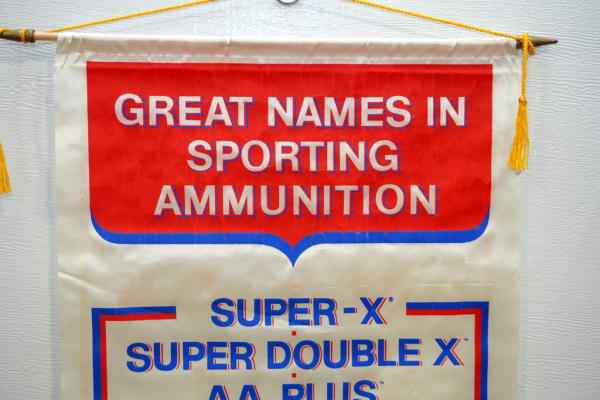 GREAT NAMES IN
SPORTING
AMMUNITION
SUPER-X®
SUPER DOUBLE X™
AA PLUS™